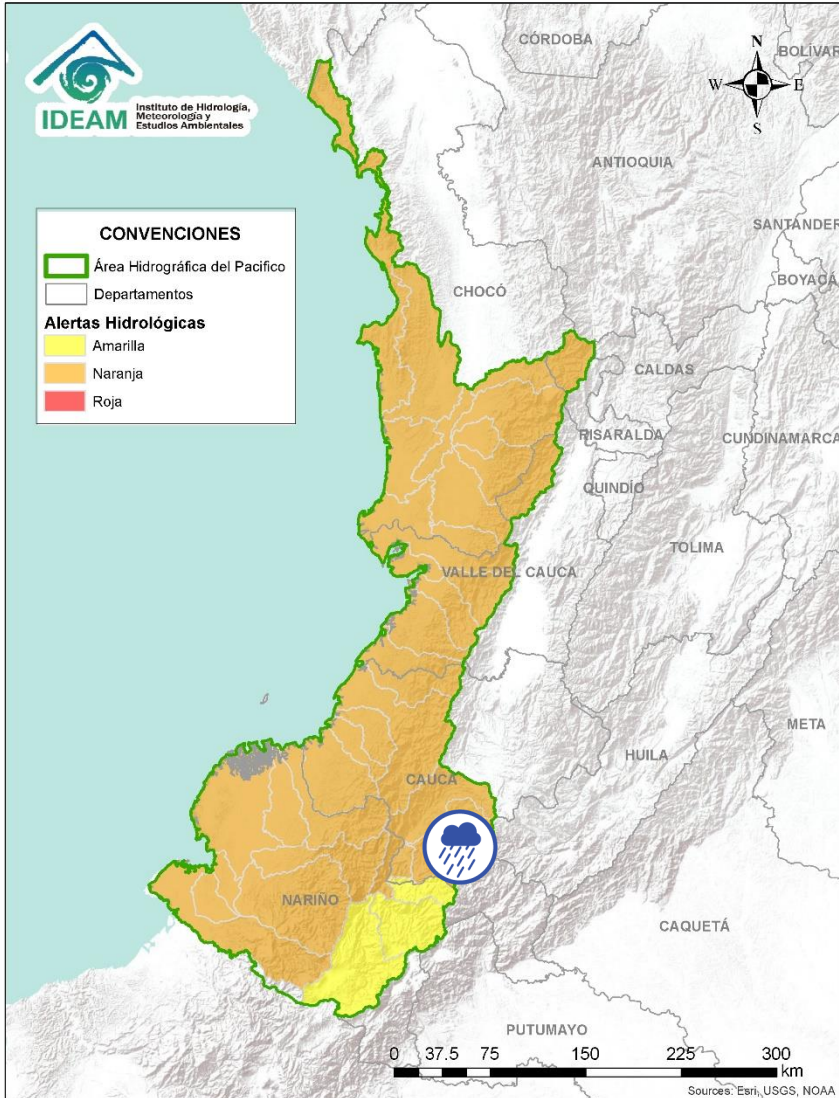 IDEAM
Instituto de Hidrología,
Meteorología y
Estudios Ambientales
CÓRDOBA
BOLÍVAR
N
W
E
S
ANTIOQUIA
SANTANDER
BOYACÁ
CONVENCIONES
Área Hidrográfica del Pacifico
Departamentos
Alertas Hidrológicas
Amarilla
Naranja
Roja
CHOCÓ
CALDAS
RISARALDA
CUNDINAMARCA
QUINDÍO
TOLIMA
VALLE DEL CAUCA
META
HUILA
CAUCA
NARIÑO
CAQUETÁ
PUTUMAYO
0 37.5 75 150 225 300
km
Sources: Esri, USGS, NOAA